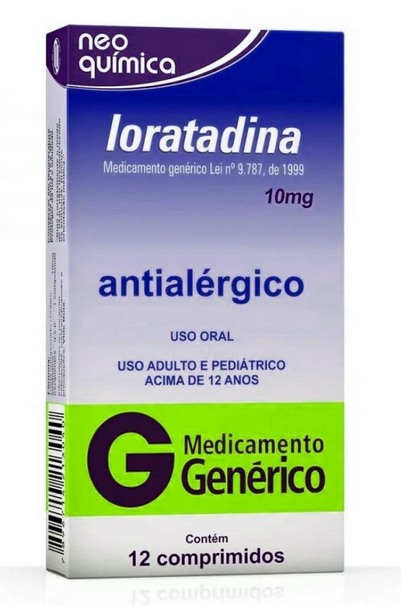 neo
química
loratadina
Medicamento genérico Lei nº 9.787, de 1999
10mg
antialérgico
USO ORAL
USO ADULTO E PEDIÁTRICO
ACIMA DE 12 ANOS
G Medicamento
Genérico
Contém
12 comprimidos